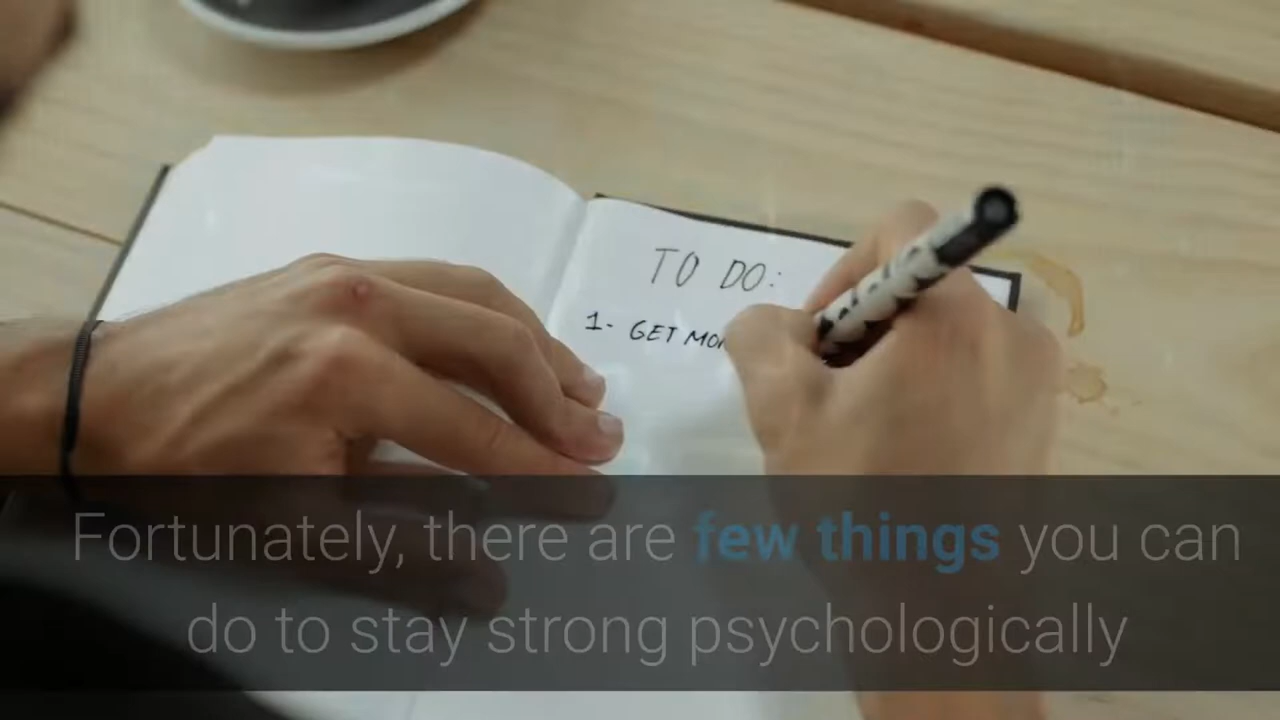 TO DO:
1- GET
Fortunately, there are few things you can
do to stay strong psychologically